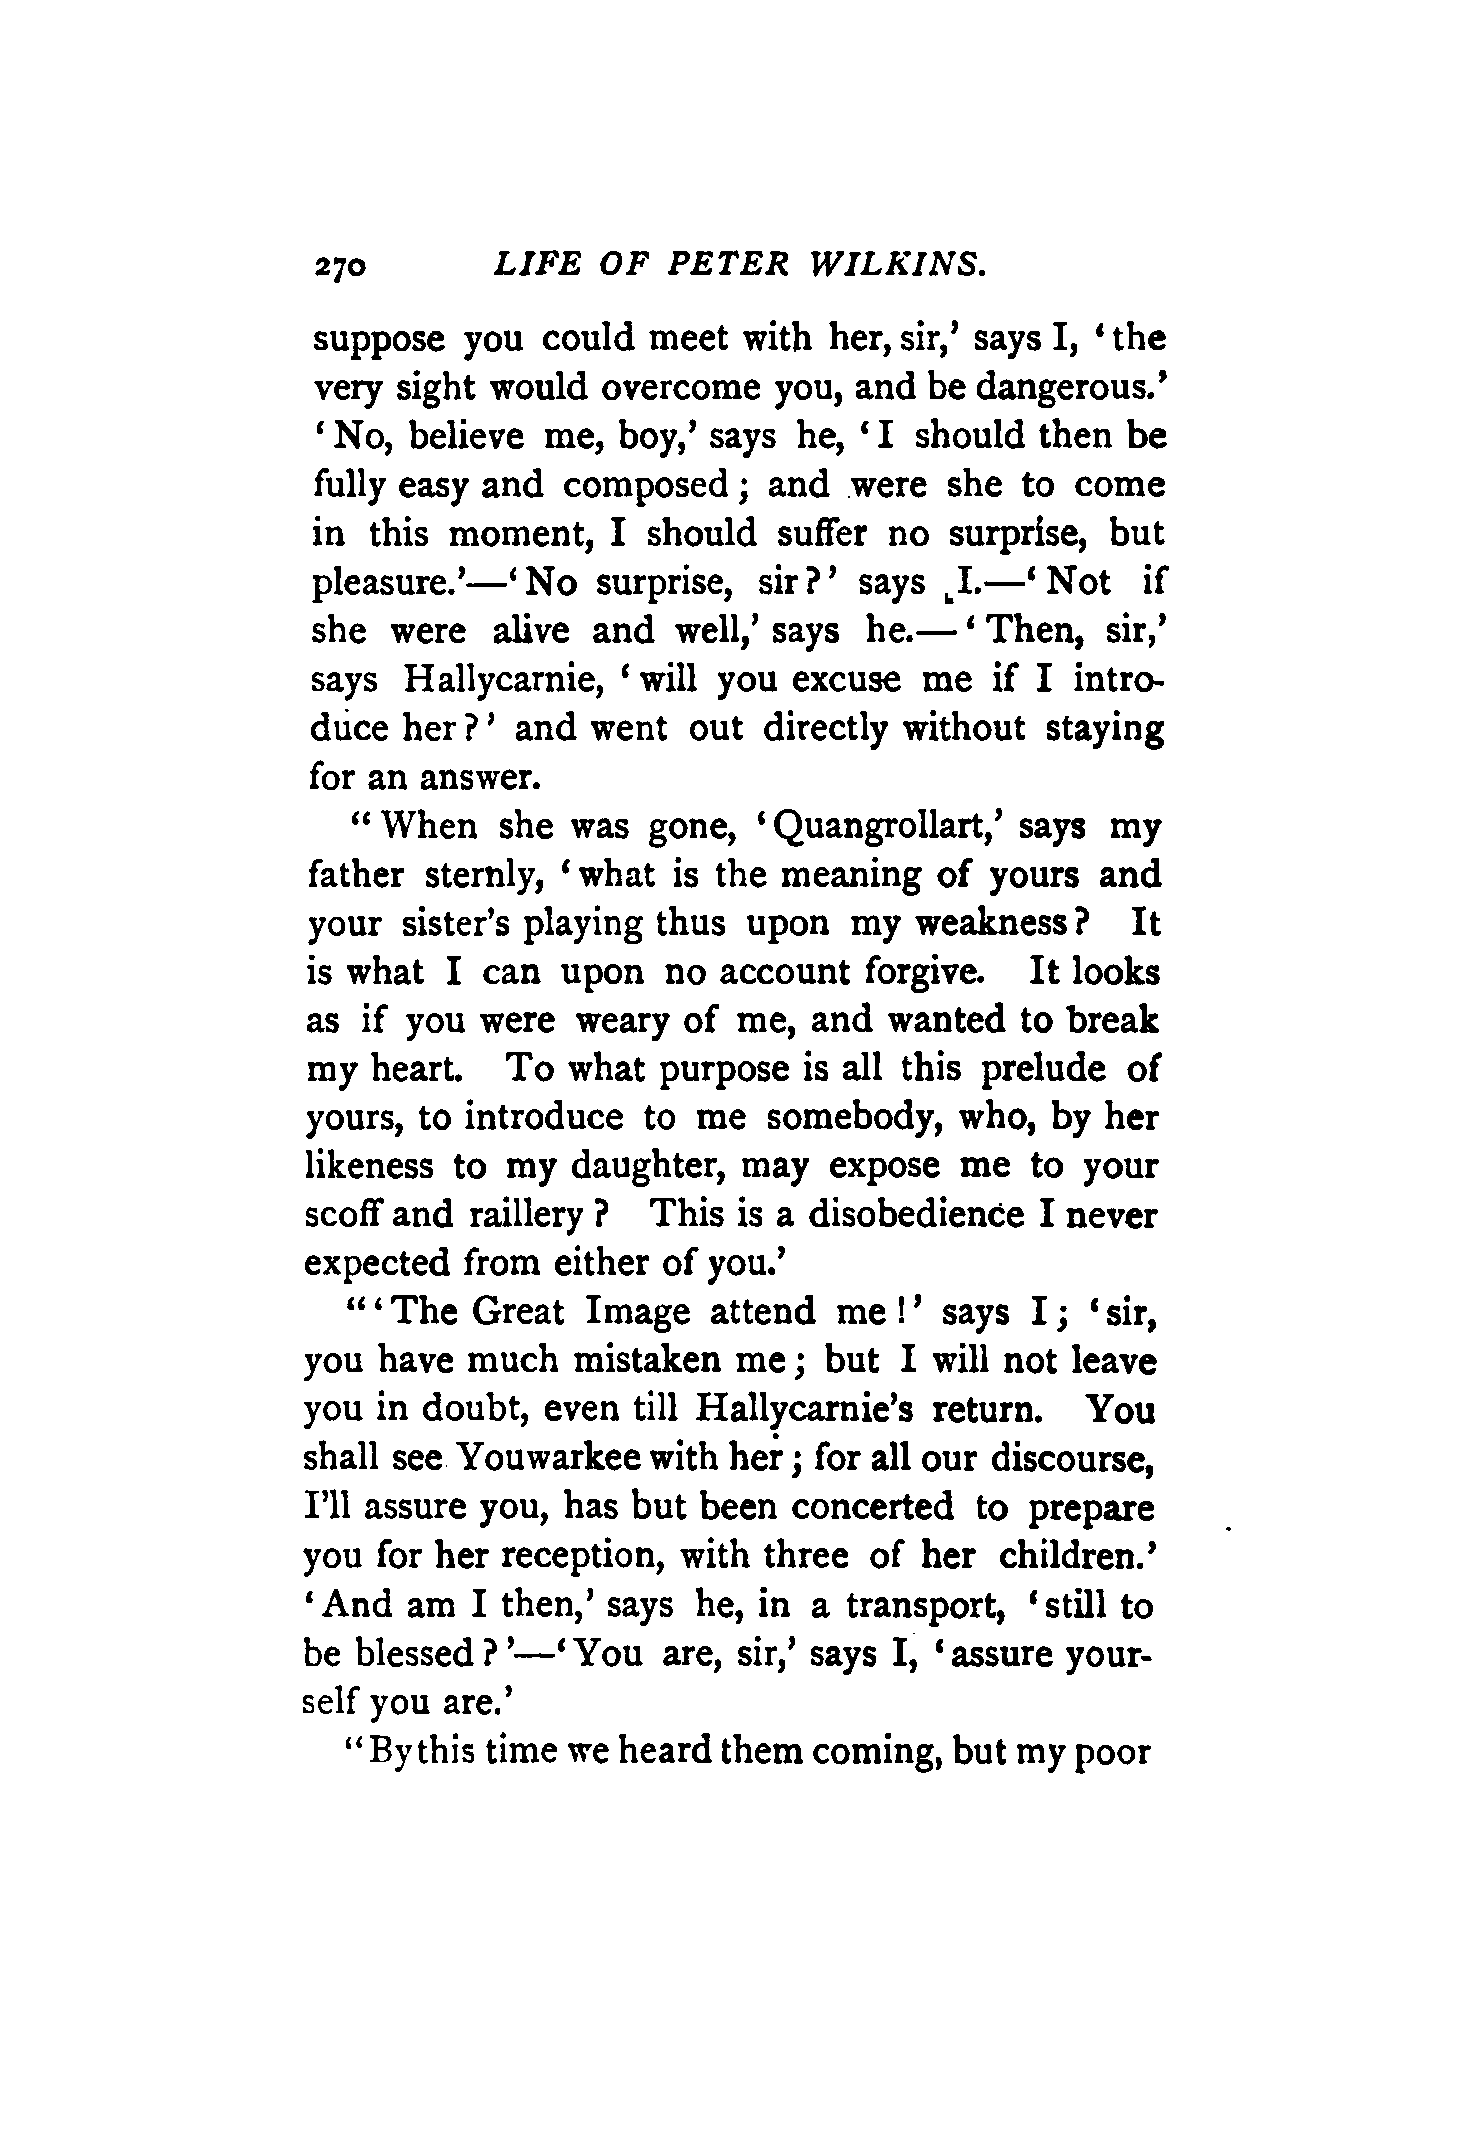 270 LIFE OF PETER WILKINS.
suppose you could meet with her, sir,' says I, 'the
very sight would overcome you, and be dangerous.'
'No, believe me, boy,' says he, 'I should then be
fully easy and composed; and were she to come
in this moment, I should suffer no surprise, but
pleasure.'—'No surprise, sir?' says I.—'Not if
she were alive and well,' says he.—'Then, sir,'
says Hallycarnie, 'will you excuse me if I intro-
duce her?' and went out directly without staying
for an answer.
"When she was gone, 'Quangrollart,' says my
father sternly, 'what is the meaning of yours and
your sister's playing thus upon my weakness? It
is what I can upon no account forgive. It looks
as if you were weary of me, and wanted to break
my heart. To what purpose is all this prelude of
yours, to introduce to me somebody, who, by her
likeness to my daughter, may expose me to your
scoff and raillery? This is a disobedience I never
expected from either of you.'
"'The Great Image attend me!' says I; 'sir,
you have much mistaken me; but I will not leave
you in doubt, even till Hallycarnie's return. You
shall see Youwarkee with her; for all our discourse,
I'll assure you, has but been concerted to prepare
you for her reception, with three of her children.'
'And am I then,' says he, in a transport, 'still to
be blessed?'—'You are, sir,' says I, 'assure your-
self you are.'
"By this time we heard them coming, but my poor